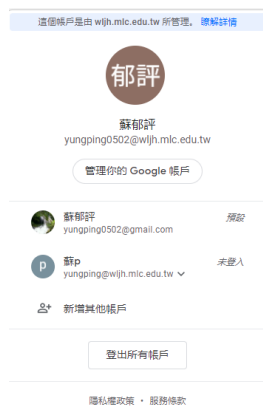 這個帳戶是由 wljh.mlc.edu.tw 所管理。 瞭解詳情
郁評
蘇郁評
yungping0502@wljh.mlc.edu.tw
管理你的 Google 帳戶
蘇郁評 預設
yungping0502@gmail.com
p 蘇p 未登入
yungping@wljh.mlc.edu.tw
新增其他帳戶
登出所有帳戶
隱私權政策 • 服務條款